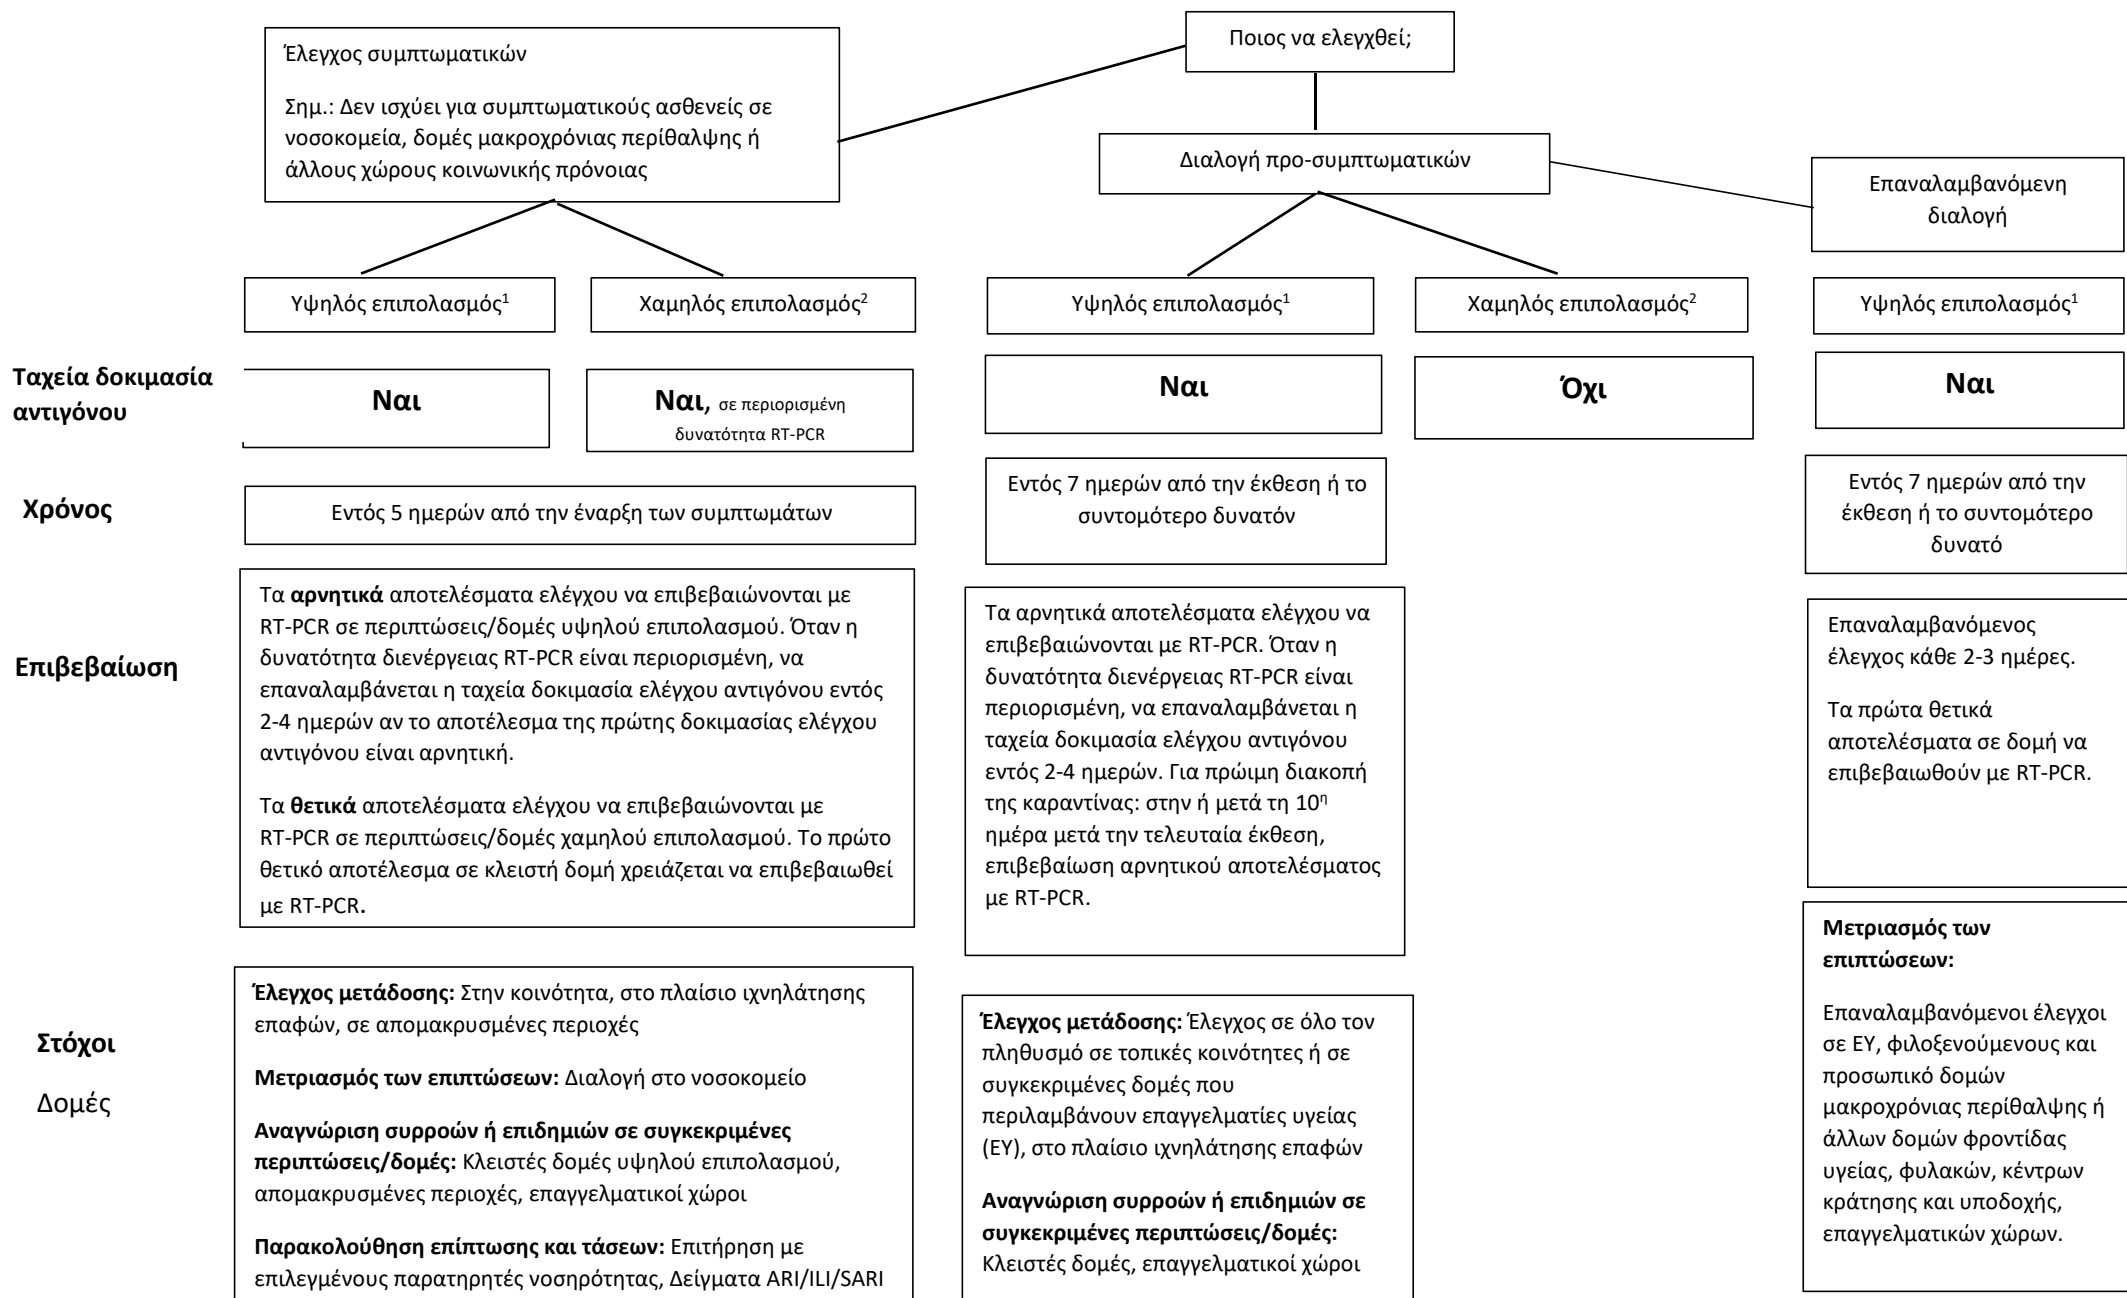 Ποιος να ελεγχθεί;
Έλεγχος συμπτωματικών
Σημ.: Δεν ισχύει για συμπτωματικούς ασθενείς σε
νοσοκομεία, δομές μακροχρόνιας περίθαλψης ή
άλλους χώρους κοινωνικής πρόνοιας
Διαλογή προ-συμπτωματικών
Επαναλαμβανόμενη
διαλογή
Υψηλός επιπολασμός¹
Χαμηλός επιπολασμός²
Υψηλός επιπολασμός¹
Χαμηλός επιπολασμός²
Υψηλός επιπολασμός¹
Ταχεία δοκιμασία
αντιγόνου
Ναι
Ναι, σε περιορισμένη
δυνατότητα RT-PCR
Ναι
Όχι
Ναι
Χρόνος
Εντός 5 ημερών από την έναρξη των συμπτωμάτων
Εντός 7 ημερών από την έκθεση ή το
συντομότερο δυνατόν
Εντός 7 ημερών από την
έκθεση ή το συντομότερο
δυνατό
Επιβεβαίωση
Τα αρνητικά αποτελέσματα ελέγχου να επιβεβαιώνονται με
RT-PCR σε περιπτώσεις/δομές υψηλού επιπολασμού. Όταν η
δυνατότητα διενέργειας RT-PCR είναι περιορισμένη, να
επαναλαμβάνεται η ταχεία δοκιμασία ελέγχου αντιγόνου εντός
2-4 ημερών αν το αποτέλεσμα της πρώτης δοκιμασίας ελέγχου
αντιγόνου είναι αρνητική.
Τα θετικά αποτελέσματα ελέγχου να επιβεβαιώνονται με
RT-PCR σε περιπτώσεις/δομές χαμηλού επιπολασμού. Το πρώτο
θετικό αποτέλεσμα σε κλειστή δομή χρειάζεται να επιβεβαιωθεί
με RT-PCR.
Τα αρνητικά αποτελέσματα ελέγχου να
επιβεβαιώνονται με RT-PCR. Όταν η
δυνατότητα διενέργειας RT-PCR είναι
περιορισμένη, να επαναλαμβάνεται η
ταχεία δοκιμασία ελέγχου αντιγόνου
εντός 2-4 ημερών. Για πρώιμη διακοπή
της καραντίνας: στην ή μετά τη 10η
ημέρα μετά την τελευταία έκθεση,
επιβεβαίωση αρνητικού αποτελέσματος
με RT-PCR.
Επαναλαμβανόμενος
έλεγχος κάθε 2-3 ημέρες.
Τα πρώτα θετικά
αποτελέσματα σε δομή να
επιβεβαιωθούν με RT-PCR.
Στόχοι
Δομές
Έλεγχος μετάδοσης: Στην κοινότητα, στο πλαίσιο ιχνηλάτησης
επαφών, σε απομακρυσμένες περιοχές
Μετριασμός των επιπτώσεων: Διαλογή στο νοσοκομείο
Αναγνώριση συρροών ή επιδημιών σε συγκεκριμένες
περιπτώσεις/δομές: Κλειστές δομές υψηλού επιπολασμού,
απομακρυσμένες περιοχές, επαγγελματικοί χώροι
Παρακολούθηση επίπτωσης και τάσεων: Επιτήρηση με
επιλεγμένους παρατηρητές νοσηρότητας, Δείγματα ARI/ILI/SARI
Έλεγχος μετάδοσης: Έλεγχος σε όλο τον
πληθυσμό σε τοπικές κοινότητες ή σε
συγκεκριμένες δομές που
περιλαμβάνουν επαγγελματίες υγείας
(ΕΥ), στο πλαίσιο ιχνηλάτησης επαφών
Αναγνώριση συρροών ή επιδημιών σε
συγκεκριμένες περιπτώσεις/δομές:
Κλειστές δομές, επαγγελματικοί χώροι
Μετριασμός των
επιπτώσεων:
Επαναλαμβανόμενοι έλεγχοι
σε ΕΥ, φιλοξενούμενους και
προσωπικό δομών
μακροχρόνιας περίθαλψης ή
άλλων δομών φροντίδας
υγείας, φυλακών, κέντρων
κράτησης και υποδοχής,
επαγγελματικών χώρων.